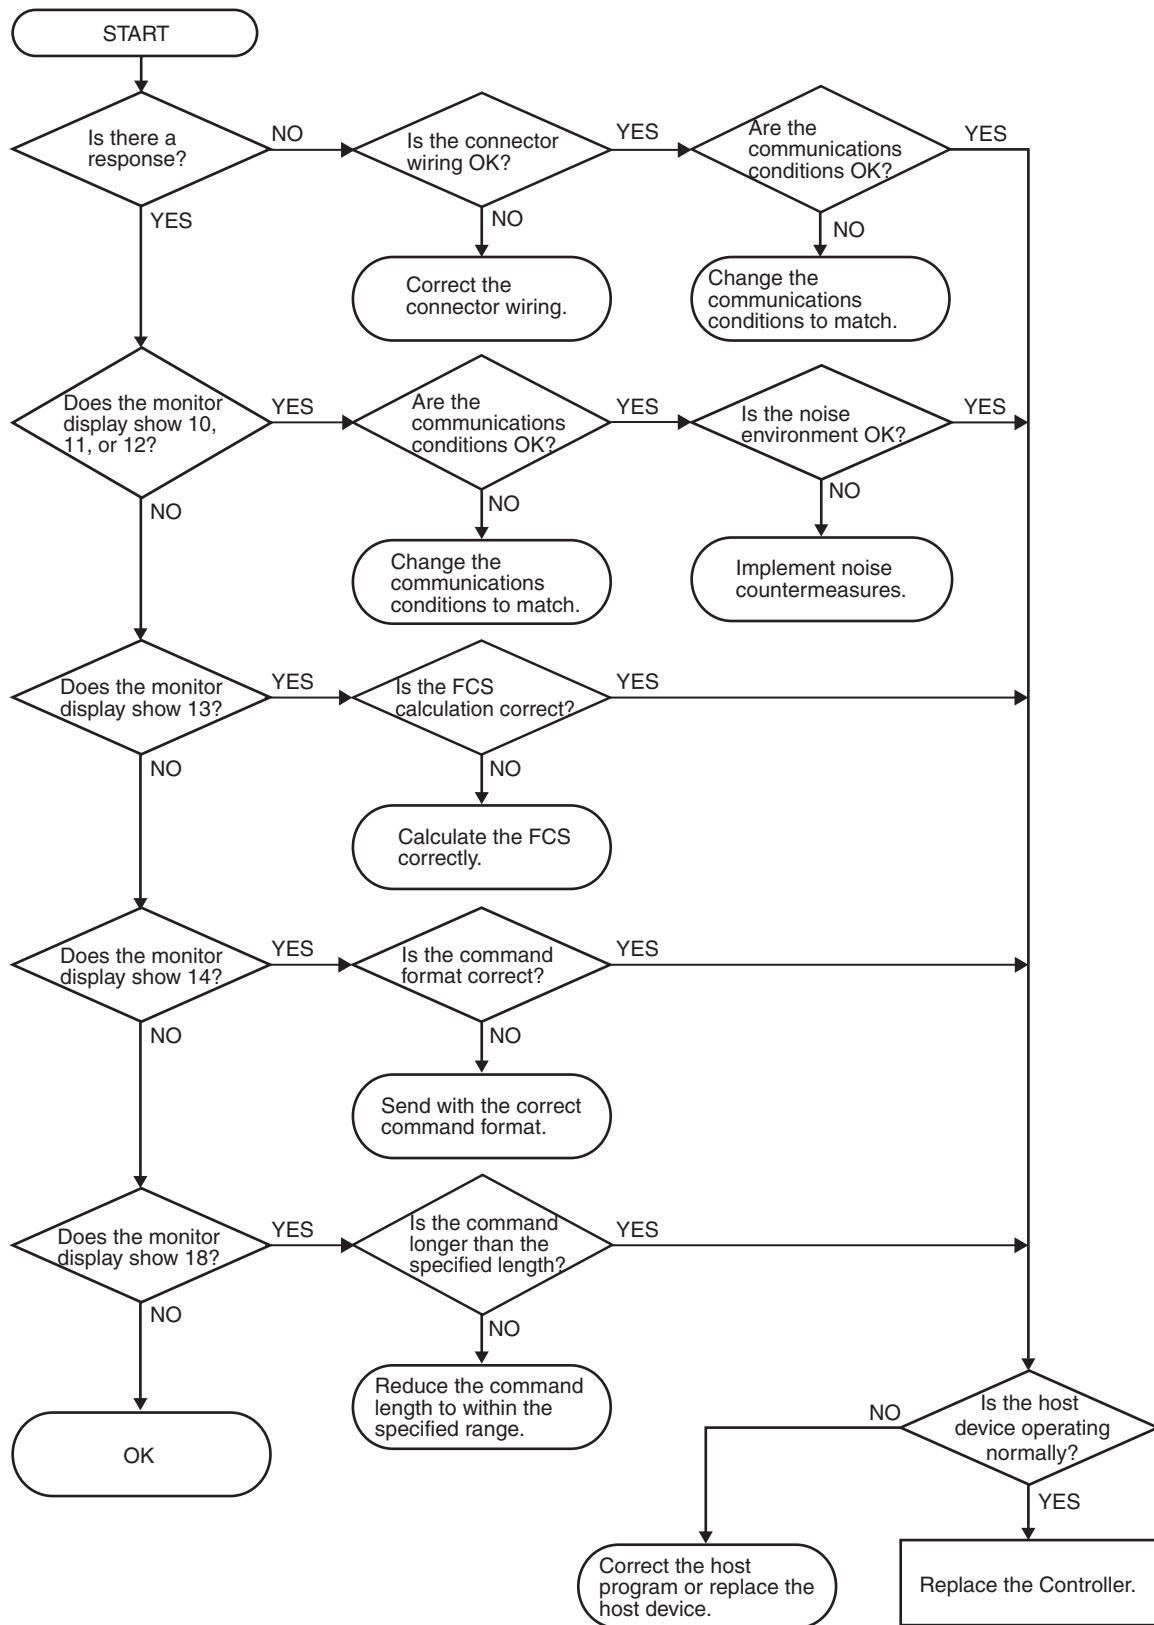 START
Is there a
response?
NO
Is the connector
wiring OK?
YES
Are the
communications
conditions OK?
YES
YES
NO
NO
Correct the
connector wiring.
Change the
communications
conditions to match.
Does the monitor
display show 10,
11, or 12?
YES
Are the
communications
conditions OK?
YES
Is the noise
environment OK?
YES
NO
NO
NO
Change the
communications
conditions to match.
Implement noise
countermeasures.
Does the monitor
display show 13?
YES
Is the FCS
calculation correct?
YES
NO
NO
Calculate the FCS
correctly.
Does the monitor
display show 14?
YES
Is the command
format correct?
YES
NO
NO
Send with the correct
command format.
Does the monitor
display show 18?
YES
Is the command
longer than the
specified length?
YES
NO
NO
Reduce the command
length to within the
specified range.
OK
Is the host
device operating
normally?
NO
YES
Correct the host
program or replace the
host device.
Replace the Controller.